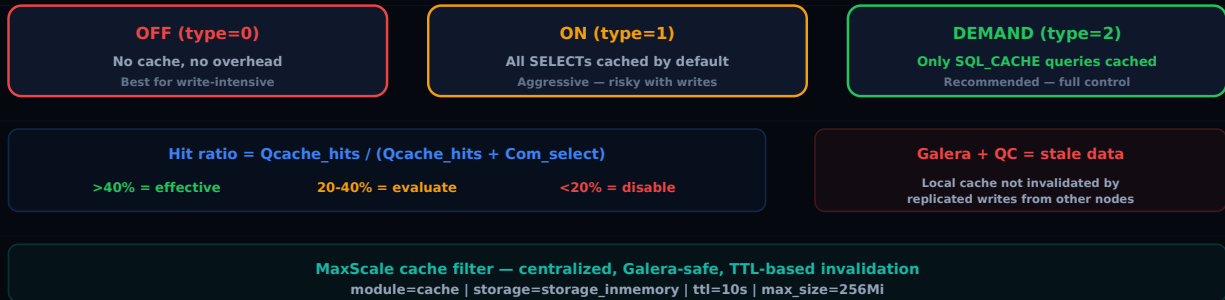 OFF (type=0)
No cache, no overhead
Best for write-intensive
ON (type=1)
All SELECTs cached by default
Aggressive — risky with writes
DEMAND (type=2)
Only SQL_CACHE queries cached
Recommended — full control
Hit ratio = Qcache_hits / (Qcache_hits + Com_select)
>40% = effective
20-40% = evaluate
<20% = disable
Galera + QC = stale data
Local cache not invalidated by
replicated writes from other nodes
MaxScale cache filter — centralized, Galera-safe, TTL-based invalidation
module=cache | storage=storage_inmemory | ttl=10s | max_size=256Mi